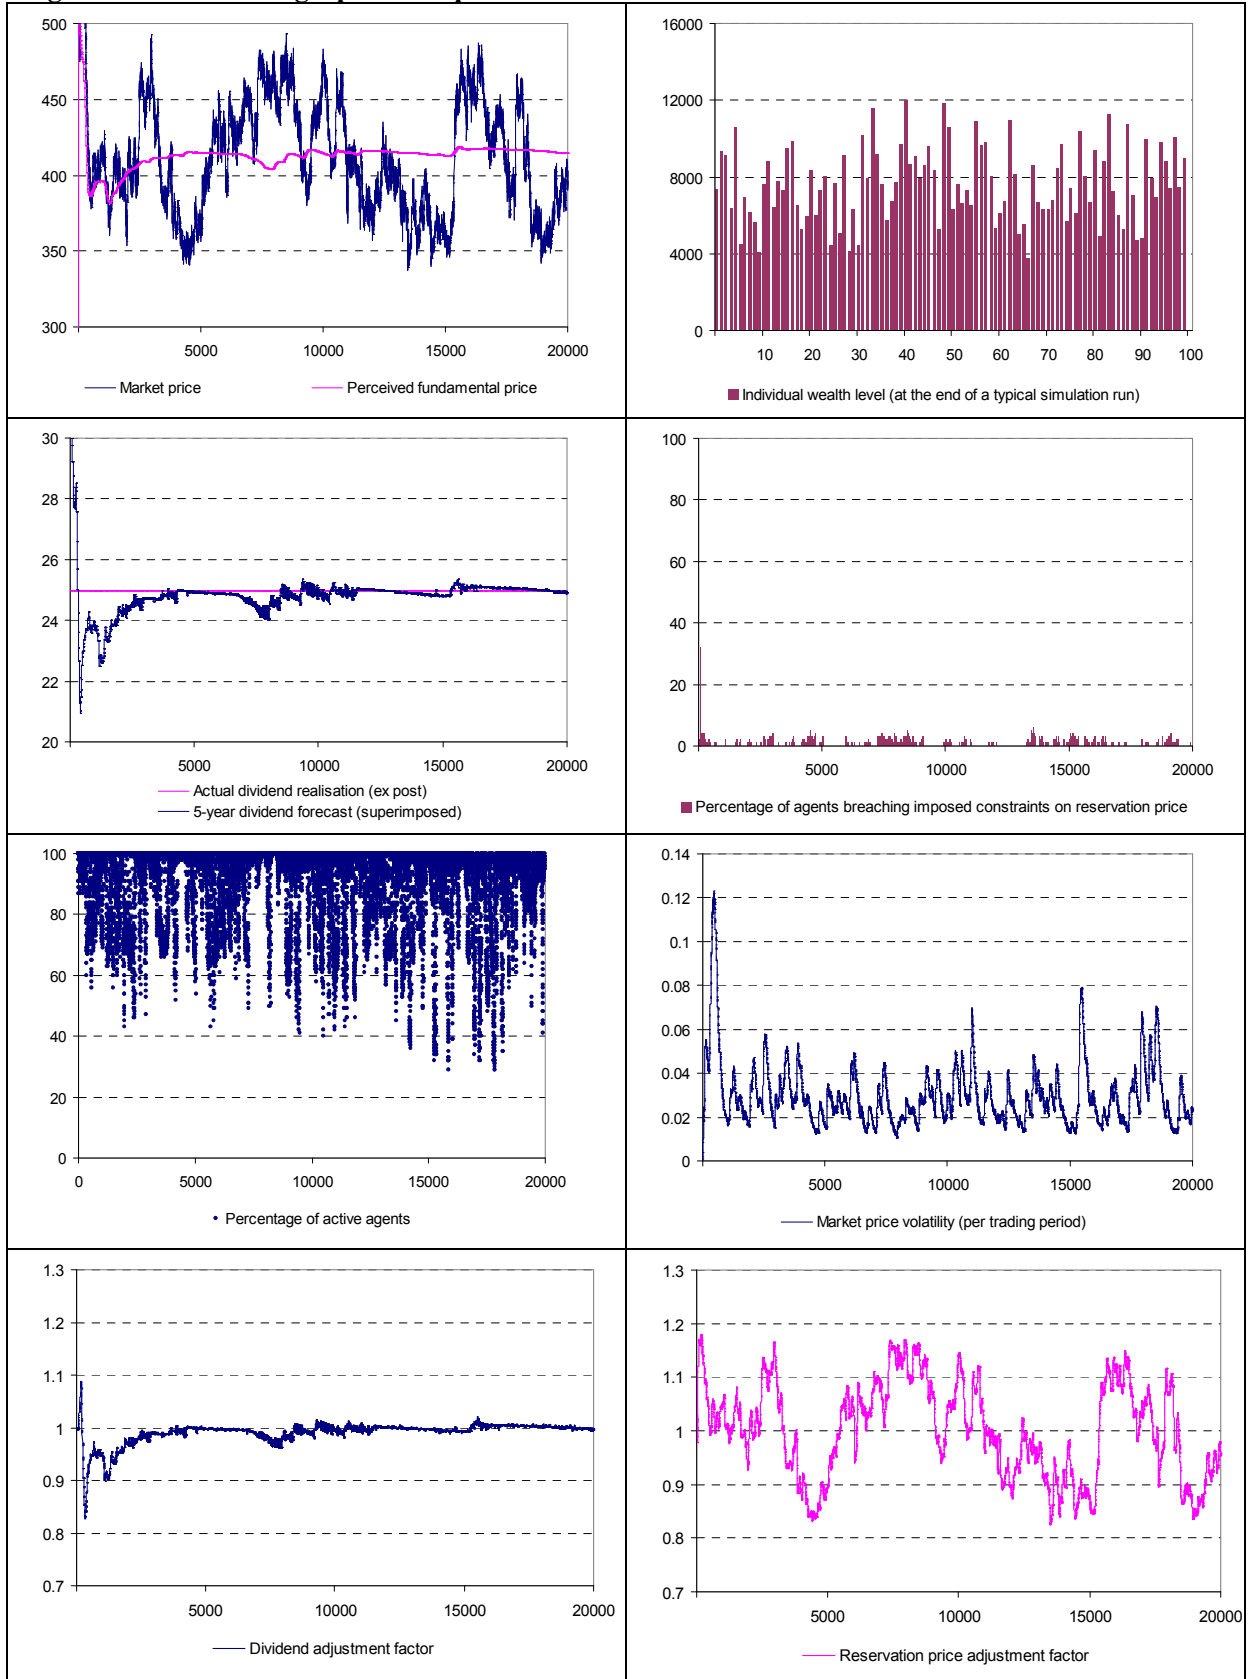 500
450
400
350
300
5000 10000 15000 20000
Market price Perceived fundamental price
16000
12000
8000
4000
0
10 20 30 40 50 60 70 80 90 100
Individual wealth level (at the end of a typical simulation run)
30
28
26
24
22
20
5000 10000 15000 20000
Actual dividend realisation (ex post)
5-year dividend forecast (superimposed)
100
80
60
40
20
0
5000 10000 15000 20000
Percentage of agents breaching imposed constraints on reservation price
100
80
60
40
20
0
0 5000 10000 15000 20000
Percentage of active agents
0.14
0.12
0.1
0.08
0.06
0.04
0.02
0
5000 10000 15000 20000
Market price volatility (per trading period)
1.3
1.2
1.1
1
0.9
0.8
0.7
5000 10000 15000 20000
Dividend adjustment factor
1.3
1.2
1.1
1
0.9
0.8
0.7
5000 10000 15000 20000
Reservation price adjustment factor